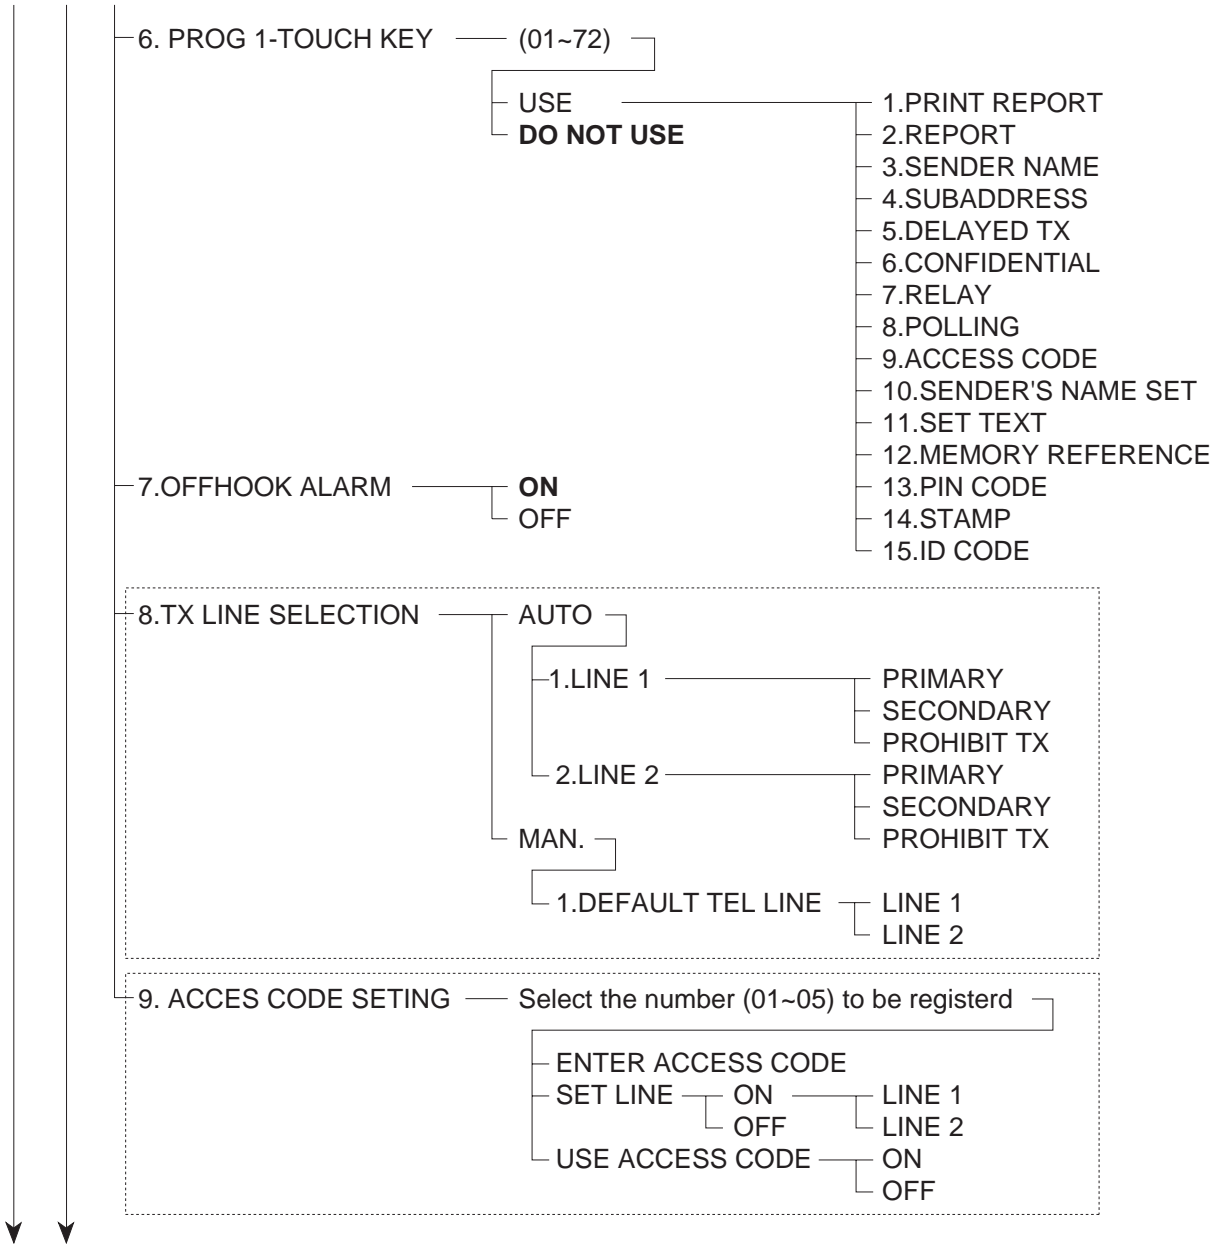 6. PROG 1-TOUCH KEY (01~72)
USE 1.PRINT REPORT
DO NOT USE 2.REPORT
3.SENDER NAME
4.SUBADDRESS
5.DELAYED TX
6.CONFIDENTIAL
7.RELAY
8.POLLING
9.ACCESS CODE
10.SENDER'S NAME SET
11.SET TEXT
12.MEMORY REFERENCE
7.OFFHOOK ALARM ON 13.PIN CODE
OFF 14.STAMP
15.ID CODE
8.TX LINE SELECTION AUTO
1.LINE 1 PRIMARY
SECONDARY
PROHIBIT TX
2.LINE 2 PRIMARY
SECONDARY
MAN. PROHIBIT TX
1.DEFAULT TEL LINE LINE 1
LINE 2
9. ACCES CODE SETING Select the number (01~05) to be registerd
ENTER ACCESS CODE
SET LINE ON LINE 1
OFF LINE 2
USE ACCESS CODE ON
OFF